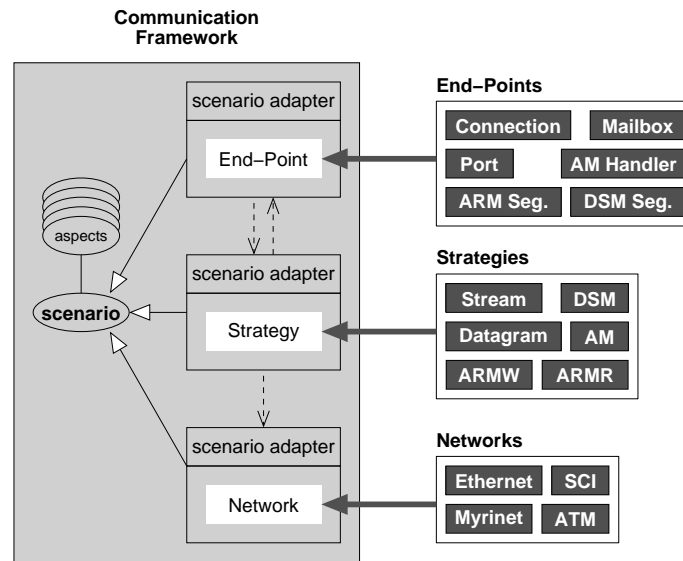 Communication
Framework
scenario adapter
End−Point
aspects
scenario
scenario adapter
Strategy
scenario adapter
Network
End−Points
Connection Mailbox
Port AM Handler
ARM Seg. DSM Seg.
Strategies
Stream DSM
Datagram AM
ARMW ARMR
Networks
Ethernet SCI
Myrinet ATM